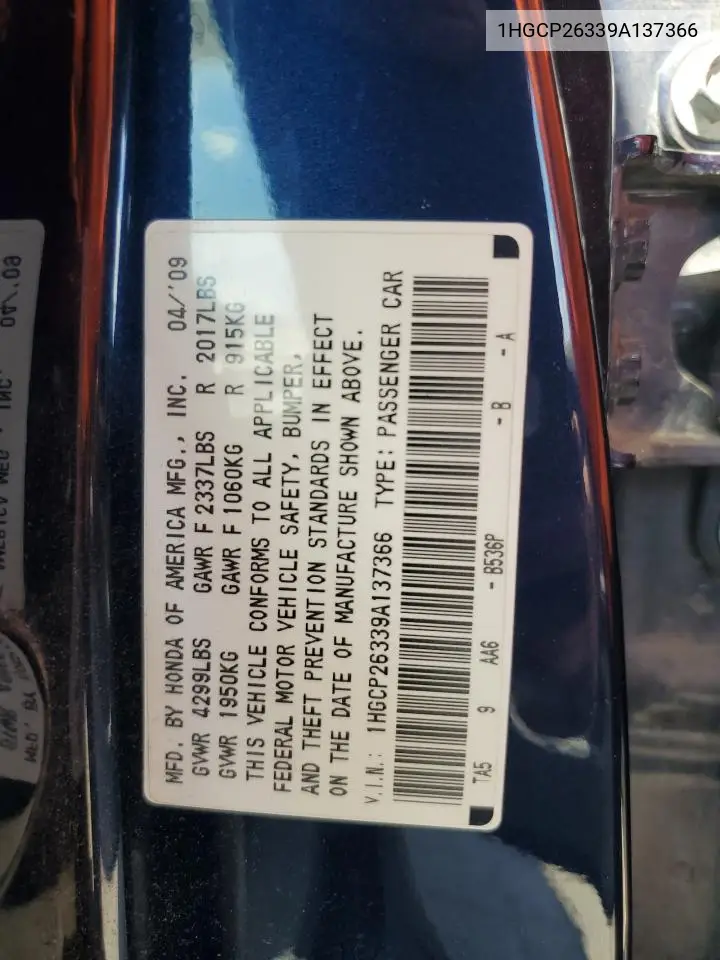 1HGCP26339A137366
MFD. BY HONDA OF AMERICA MFG., INC. 04/'09
GVWR 4299LBS GAWR F 2337LBS R 2017LBS
GVWR 1950KG GAWR F 1060KG R 915KG
THIS VEHICLE CONFORMS TO ALL APPLICABLE
FEDERAL MOTOR VEHICLE SAFETY, BUMPER,
AND THEFT PREVENTION STANDARDS IN EFFECT
ON THE DATE OF MANUFACTURE SHOWN ABOVE.
V.I.N.: 1HGCP26339A137366 TYPE: PASSENGER CAR
TA5 9 AA6 - B536P - B - A